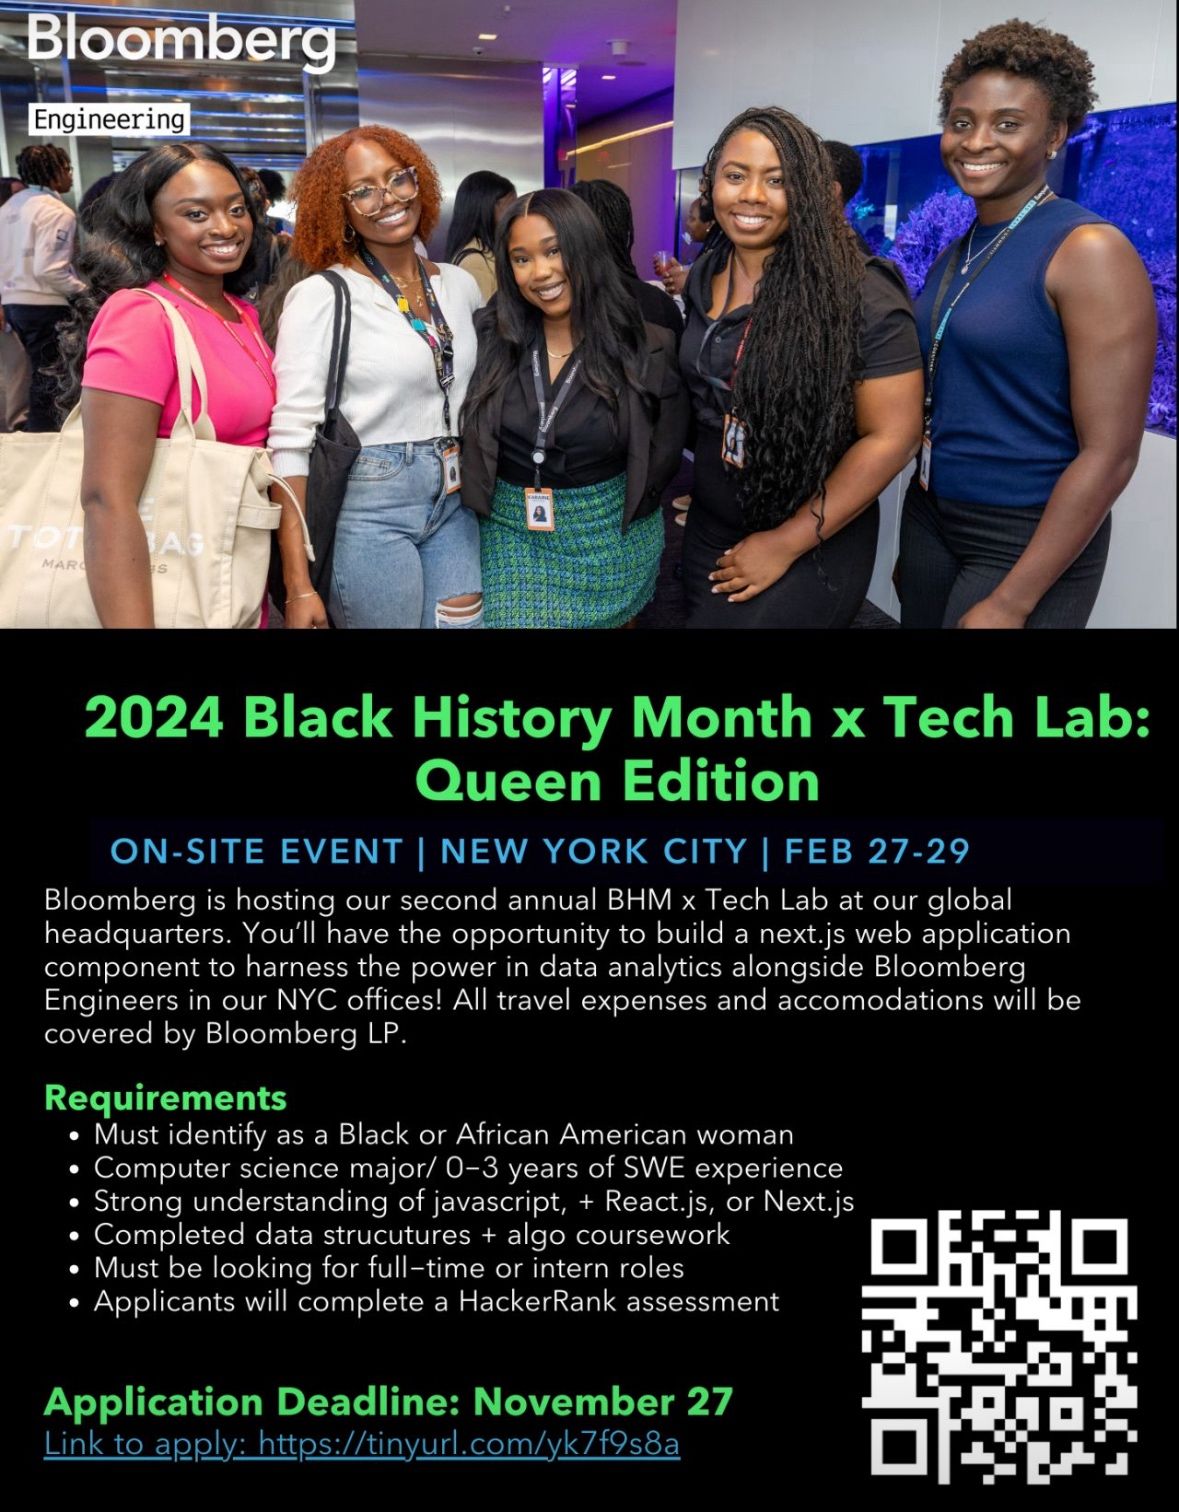 Bloomberg
Engineering
2024 Black History Month x Tech Lab:
Queen Edition
ON-SITE EVENT | NEW YORK CITY | FEB 27-29
Bloomberg is hosting our second annual BHM x Tech Lab at our global
headquarters. You’ll have the opportunity to build a next.js web application
component to harness the power in data analytics alongside Bloomberg
Engineers in our NYC offices! All travel expenses and accomodations will be
covered by Bloomberg LP.
Requirements
• Must identify as a Black or African American woman
• Computer science major/ 0–3 years of SWE experience
• Strong understanding of javascript, + React.js, or Next.js
• Completed data strucutures + algo coursework
• Must be looking for full–time or intern roles
• Applicants will complete a HackerRank assessment
Application Deadline: November 27
Link to apply: https://tinyurl.com/yk7f9s8a